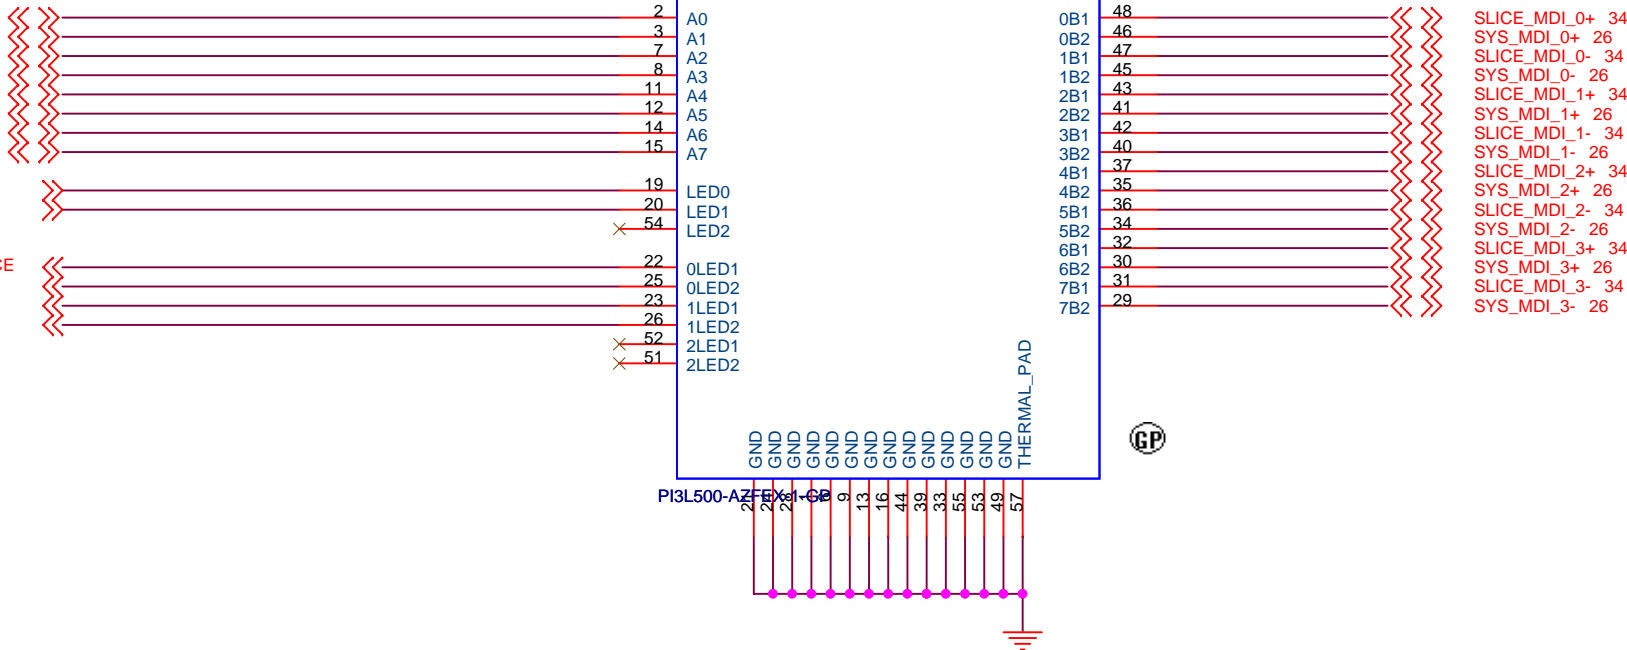 2 A0 0B1 48 SLICE_MDI_0+ 34
3 A1 0B2 46 SYS_MDI_0+ 26
7 A2 1B1 47 SLICE_MDI_0- 34
8 A3 1B2 45 SYS_MDI_0- 26
11 A4 2B1 43 SLICE_MDI_1+ 34
12 A5 2B2 41 SYS_MDI_1+ 26
14 A6 3B1 42 SLICE_MDI_1- 34
15 A7 3B2 40 SYS_MDI_1- 26
4B1 37 SLICE_MDI_2+ 34
19 LED0 4B2 35 SYS_MDI_2+ 26
20 LED1 5B1 36 SLICE_MDI_2- 34
54 LED2 5B2 34 SYS_MDI_2- 26
6B1 32 SLICE_MDI_3+ 34
CE 22 0LED1 6B2 30 SYS_MDI_3+ 26
25 0LED2 7B1 31 SLICE_MDI_3- 34
23 1LED1 7B2 29 SYS_MDI_3- 26
26 1LED2
52 2LED1
51 2LED2
GND GND GND GND GND GND GND GND GND GND GND GND GND GND THERMAL_PAD
GP
PI3L500-AZFEX-1-GP
9 13 16 44 39 33 55 53 49 57